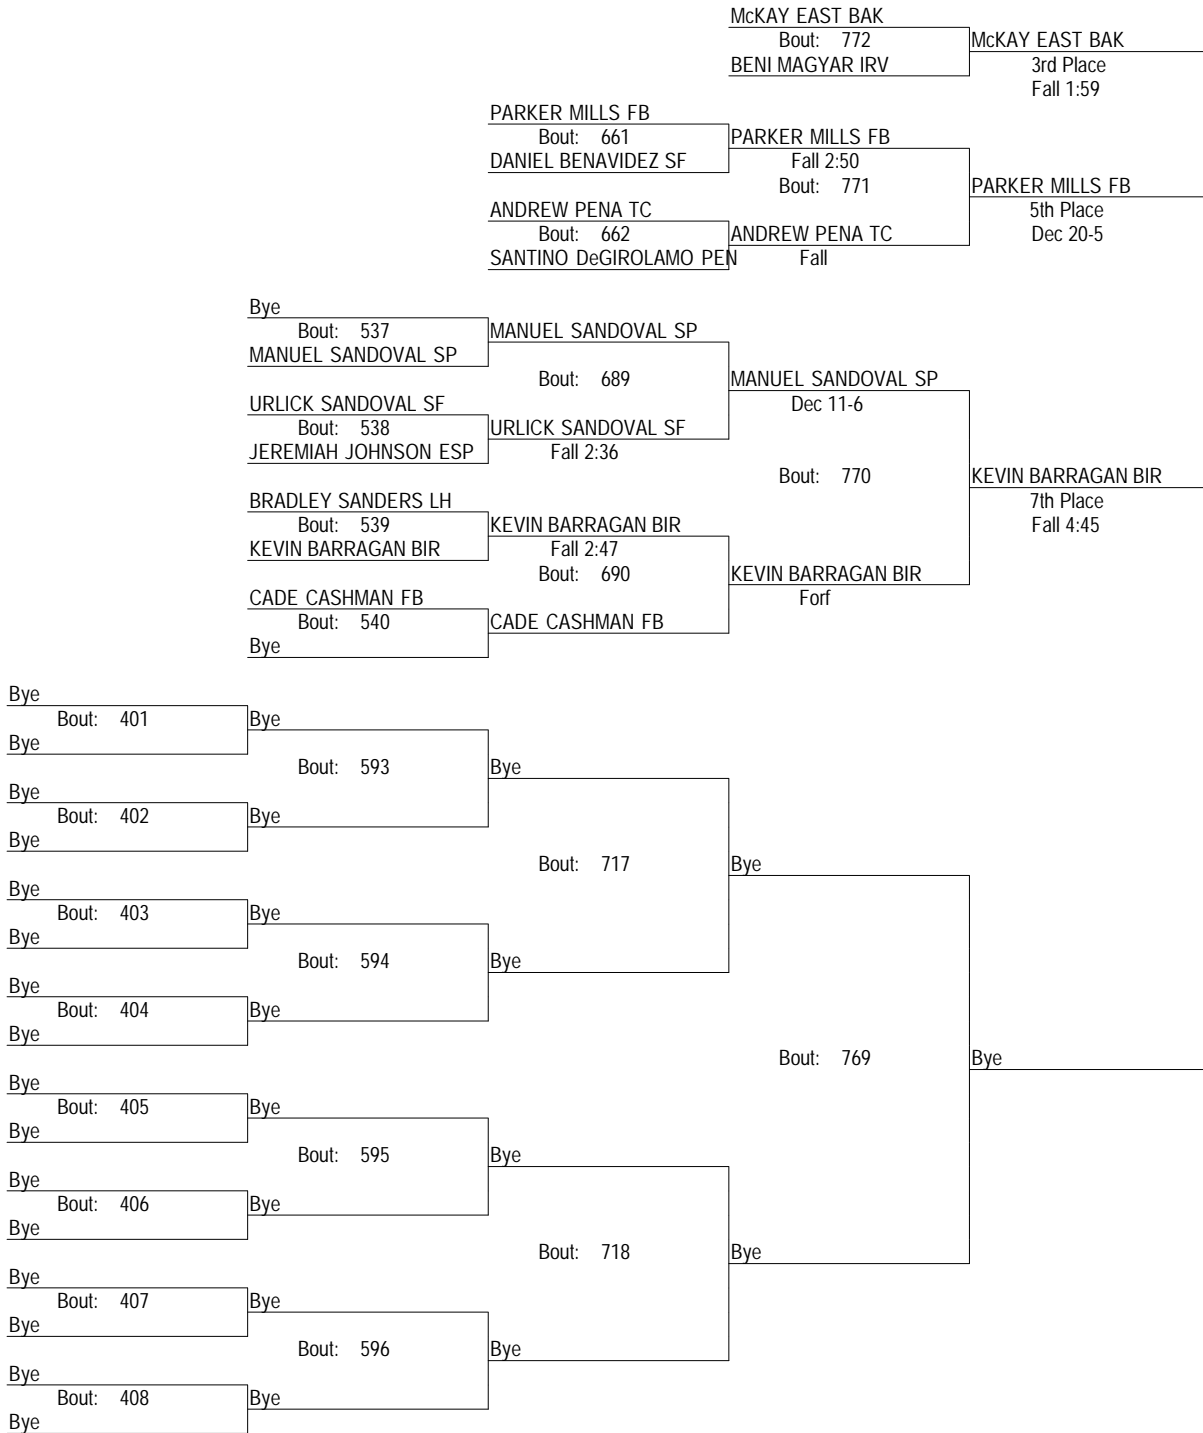 McKAY EAST BAK
Bout: 772
BENI MAGYAR IRV
McKAY EAST BAK
3rd Place
Fall 1:59
PARKER MILLS FB
Bout: 661
DANIEL BENAVIDEZ SF
PARKER MILLS FB
Fall 2:50
Bout: 771
PARKER MILLS FB
5th Place
Dec 20-5
ANDREW PENA TC
Bout: 662
SANTINO DeGIROLAMO PEN
ANDREW PENA TC
Fall
Bye
Bout: 537
MANUEL SANDOVAL SP
MANUEL SANDOVAL SP
Bout: 689
MANUEL SANDOVAL SP
Dec 11-6
URLICK SANDOVAL SF
Bout: 538
JEREMIAH JOHNSON ESP
URLICK SANDOVAL SF
Fall 2:36
Bout: 770
KEVIN BARRAGAN BIR
7th Place
Fall 4:45
BRADLEY SANDERS LH
Bout: 539
KEVIN BARRAGAN BIR
KEVIN BARRAGAN BIR
Fall 2:47
Bout: 690
KEVIN BARRAGAN BIR
Forf
CADE CASHMAN FB
Bout: 540
Bye
CADE CASHMAN FB
Bye
Bout: 401
Bye
Bye
Bout: 593
Bye
Bye
Bout: 402
Bye
Bye
Bout: 717
Bye
Bye
Bout: 403
Bye
Bye
Bout: 594
Bye
Bye
Bout: 404
Bye
Bye
Bout: 769
Bye
Bye
Bout: 405
Bye
Bye
Bout: 595
Bye
Bye
Bout: 406
Bye
Bye
Bout: 718
Bye
Bye
Bout: 407
Bye
Bye
Bout: 596
Bye
Bye
Bout: 408
Bye
Bye